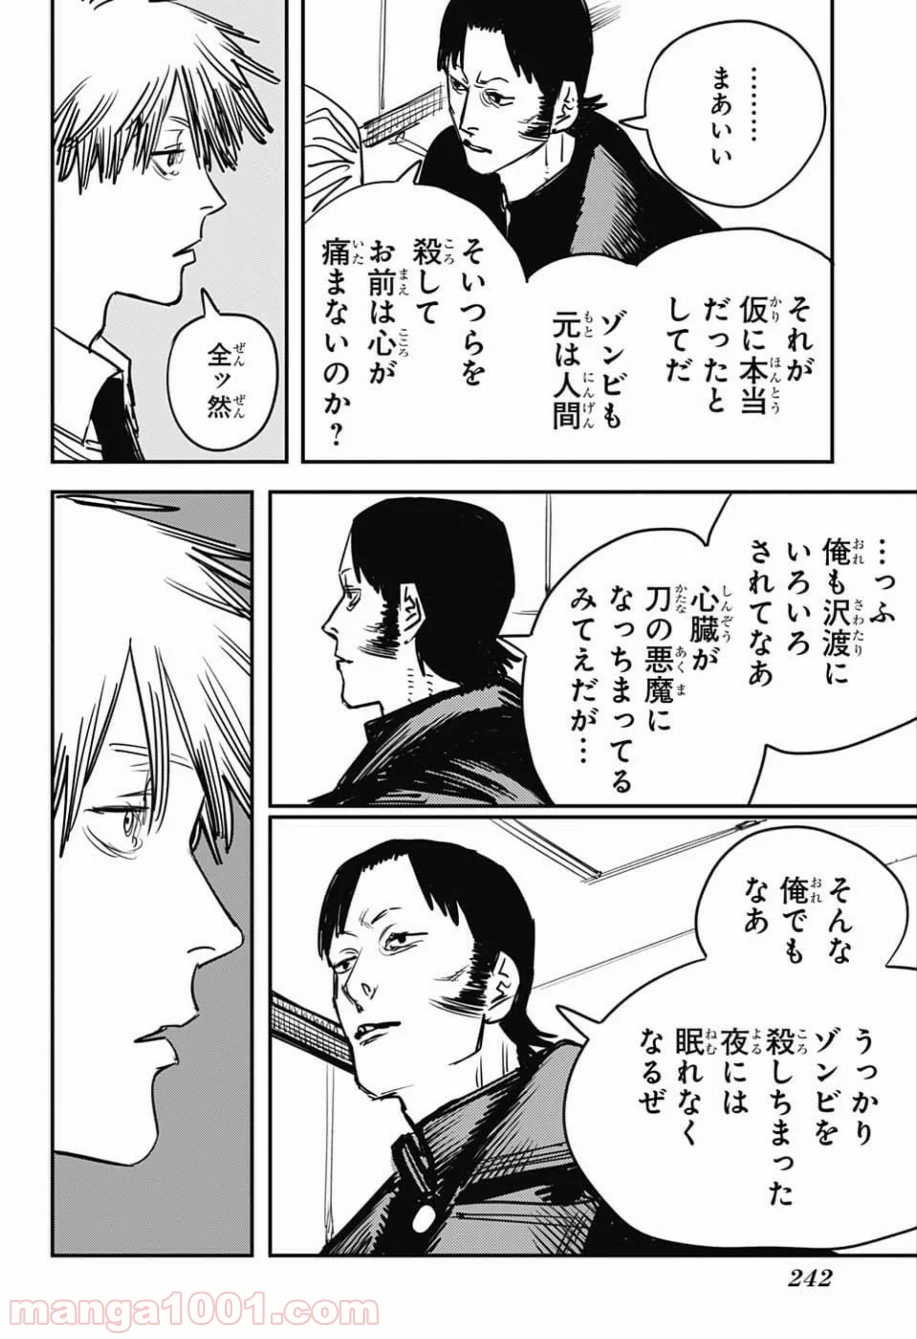 ………
まあいい
それが
仮に本当
だったと
してだ
ゾンビも
元は人間
そいつらを
殺して
お前は心が
痛まないのか？
全ッ然
…っふ
俺も沢渡に
いろいろ
されてなあ
心臓が
刀の悪魔に
なっちまってる
みてえだが…
そんな
俺でも
なあ
うっかり
ゾンビを
殺しちまった
夜には
眠れなく
なるぜ
242
manga1001.com